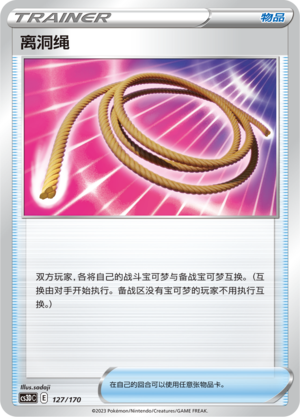 TRAINER 物品
离洞绳
双方玩家,各将自己的战斗宝可梦与备战宝可梦互换。(互
换由对手开始执行。备战区没有宝可梦的玩家不用执行互
换。)
Illus.sadaji
CS3D C E 127/170
在自己的回合可以使用任意张物品卡。
©2023 Pokémon/Nintendo/Creatures/GAME FREAK.